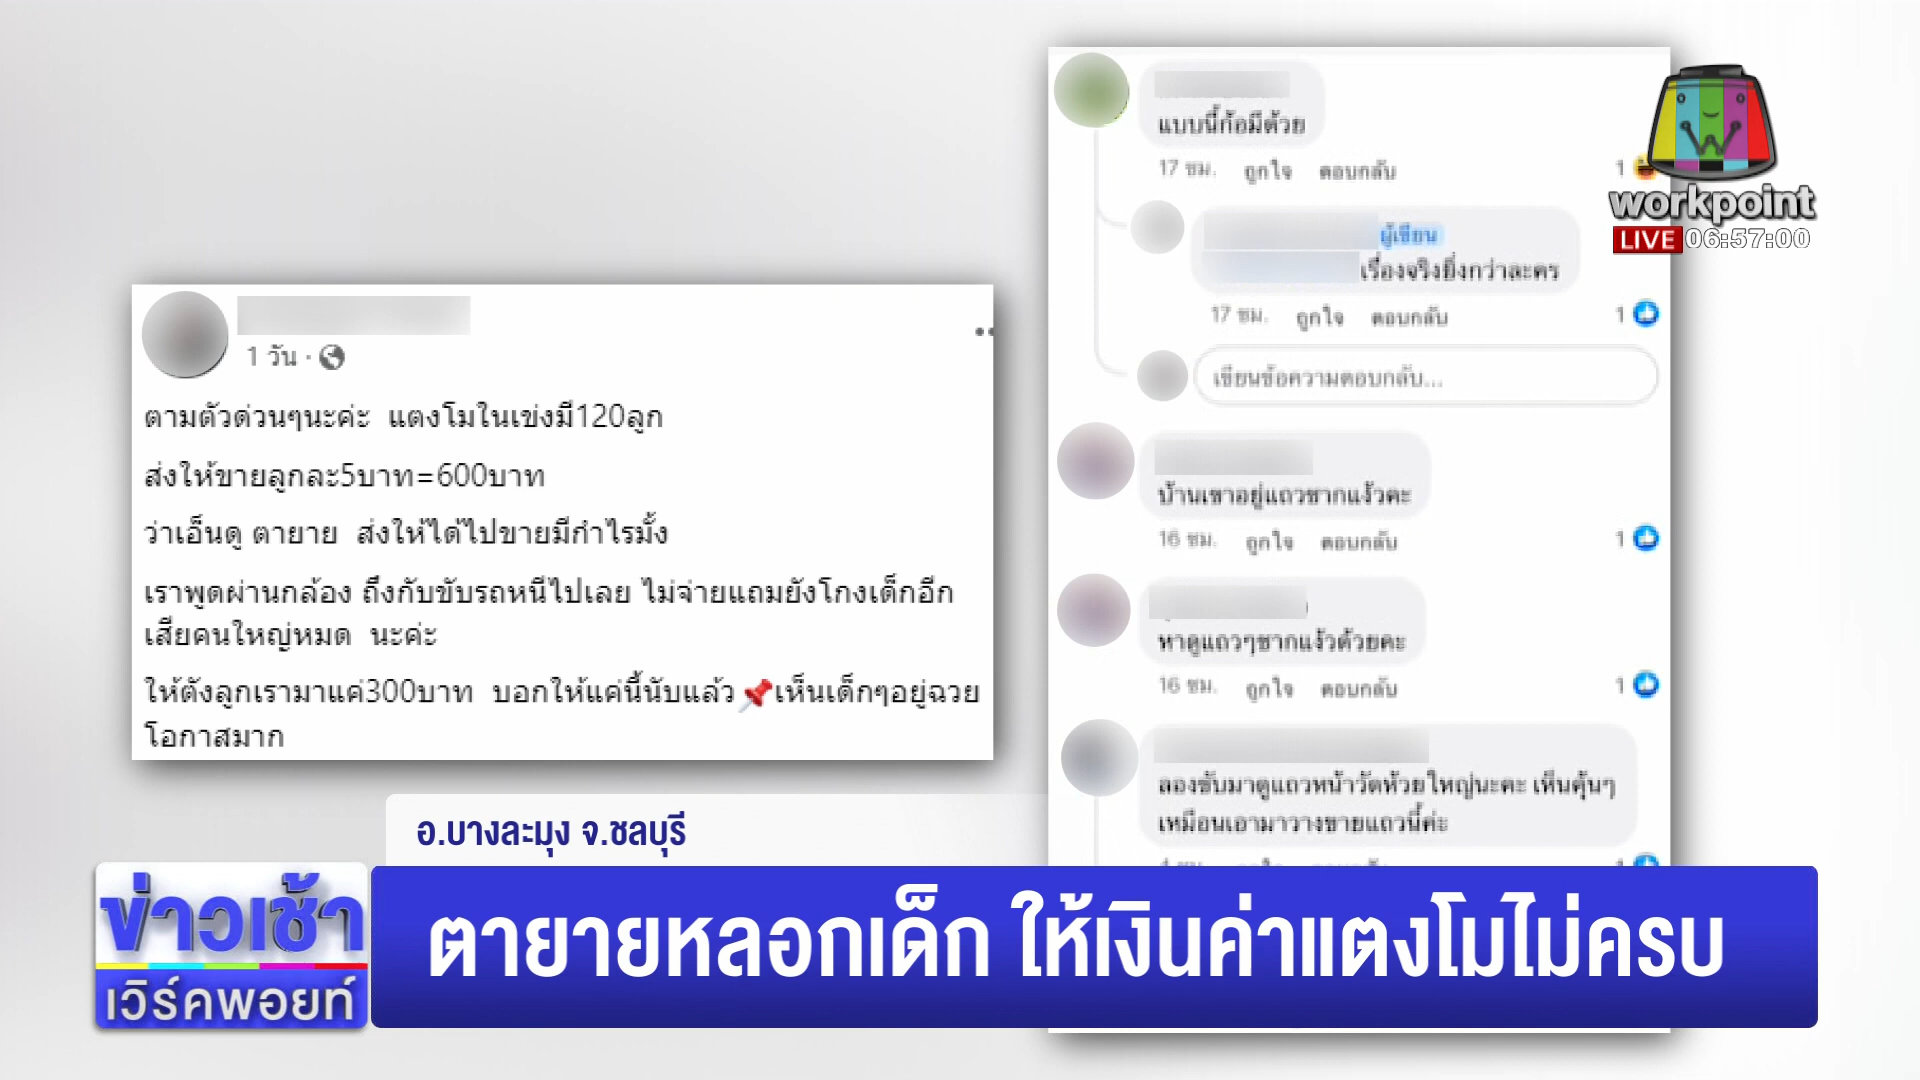 1 วัน ·
ตามตัวด่วนๆนะค่ะ แตงโมในเข่งมี120ลูก
ส่งให้ขายลูกละ5บาท=600บาท
ว่าเอ็นดู ตายาย ส่งให้ได้ไปขายมีกำไรมั้ง
เราพูดผ่านกล้อง ถึงกับขับรถหนีไปเลย ไม่จ่ายแถมยังโกงเด็กอีก
เสียคนใหญ่หมด นะค่ะ
ให้ตังลูกเรามาแค่300บาท บอกให้แค่นี้นับแล้ว📌เห็นเด็กๆอยู่ฉวย
โอกาสมาก
แบบนี้ก้อมีด้วย
17 ชม. ถูกใจ ตอบกลับ 1
ผู้เขียน
เรื่องจริงยิ่งกว่าละคร
17 ชม. ถูกใจ ตอบกลับ 1
เขียนข้อความตอบกลับ...
บ้านเขาอยู่แถวชากแง้วคะ
16 ชม. ถูกใจ ตอบกลับ 1
หาดูแถวๆชากแง้วด้วยคะ
16 ชม. ถูกใจ ตอบกลับ 1
ลองขับมาดูแถวหน้าวัดห้วยใหญ่นะคะ เห็นคุ้นๆ
เหมือนเอามาวางขายแถวนี้ค่ะ
workpoint
LIVE 06:57:00
อ.บางละมุง จ.ชลบุรี
ข่าวเช้า
เวิร์คพอยท์
ตายายหลอกเด็ก ให้เงินค่าแตงโมไม่ครบ